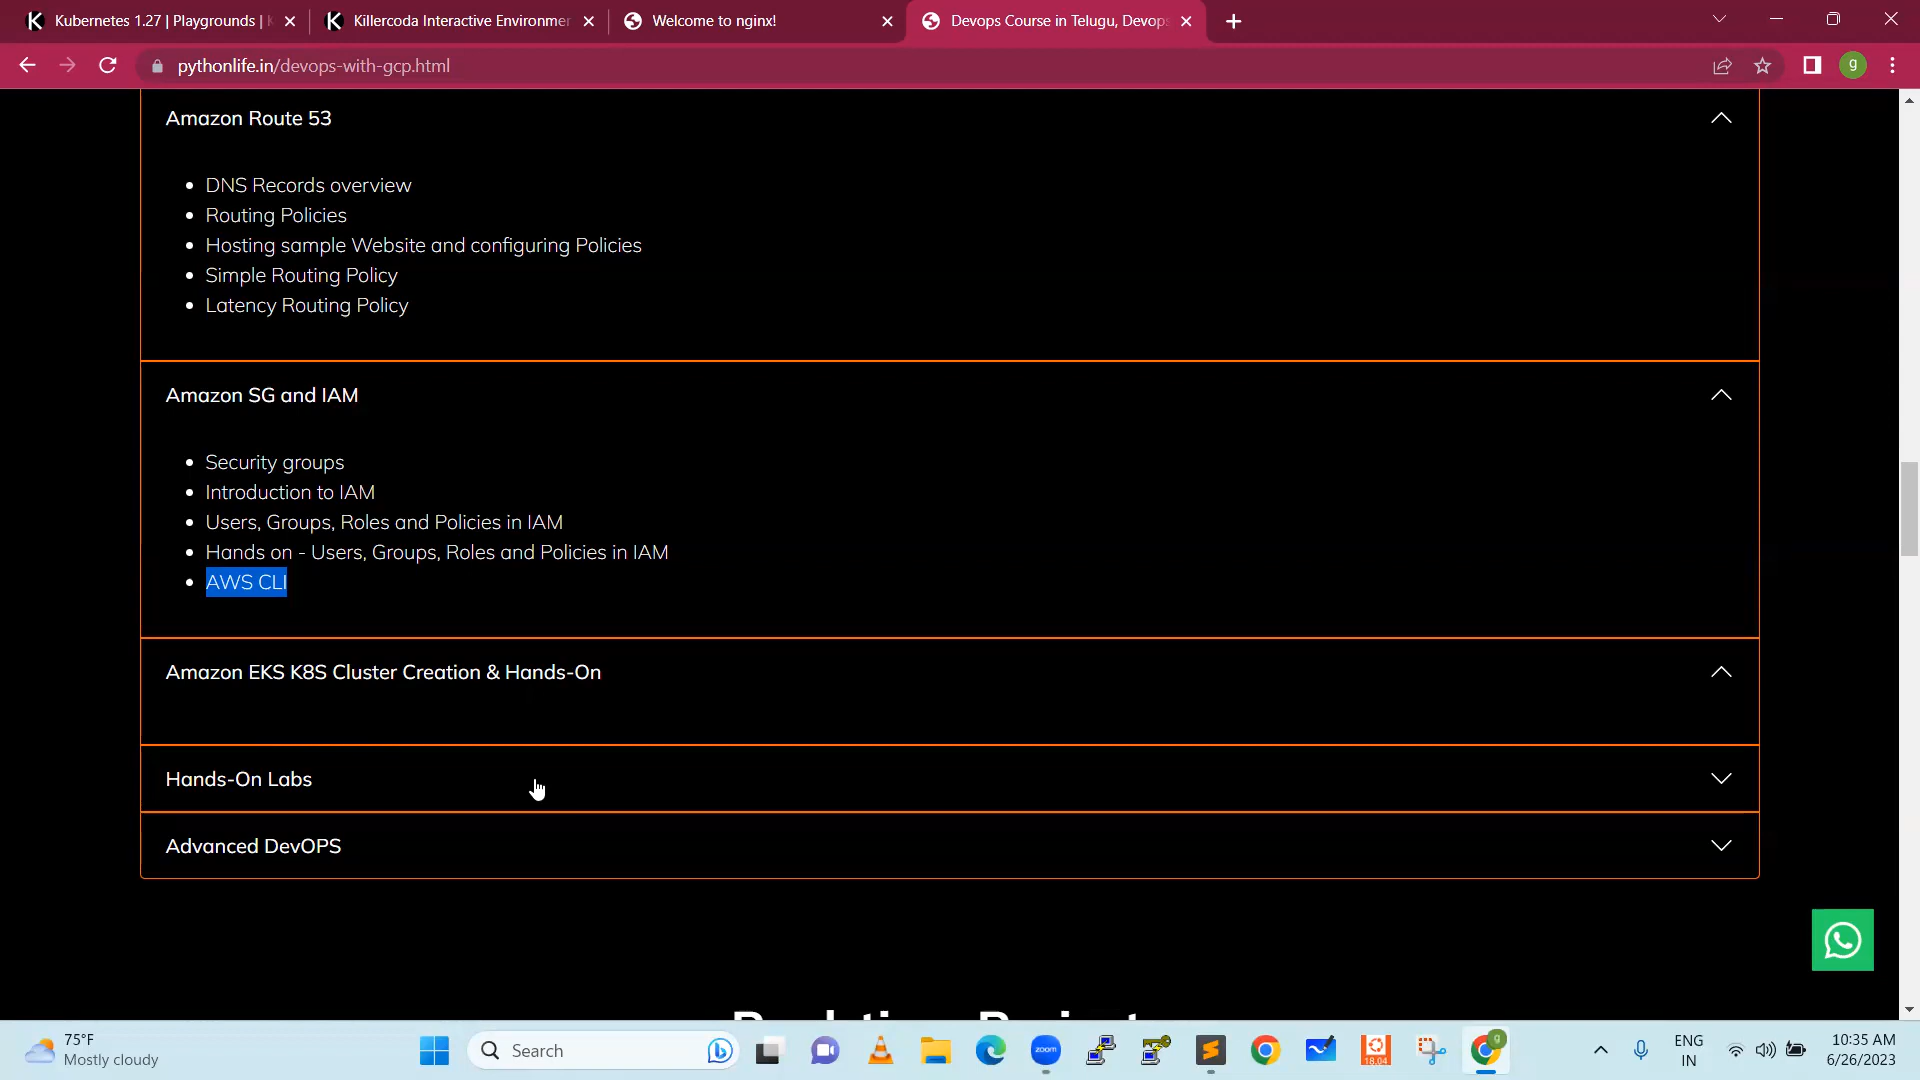 Kubernetes 1.27 | Playgrounds | K
Killercoda Interactive Environmen
Welcome to nginx!
Devops Course in Telugu, Devops
pythonlife.in/devops-with-gcp.html
g
Amazon Route 53
DNS Records overview
Routing Policies
Hosting sample Website and configuring Policies
Simple Routing Policy
Latency Routing Policy
Amazon SG and IAM
Security groups
Introduction to IAM
Users, Groups, Roles and Policies in IAM
Hands on - Users, Groups, Roles and Policies in IAM
AWS CLI
Amazon EKS K8S Cluster Creation & Hands-On
Hands-On Labs
Advanced DevOPS
75°F
Mostly cloudy
Search
zoom
18.04
g
ENG
IN
10:35 AM
6/26/2023